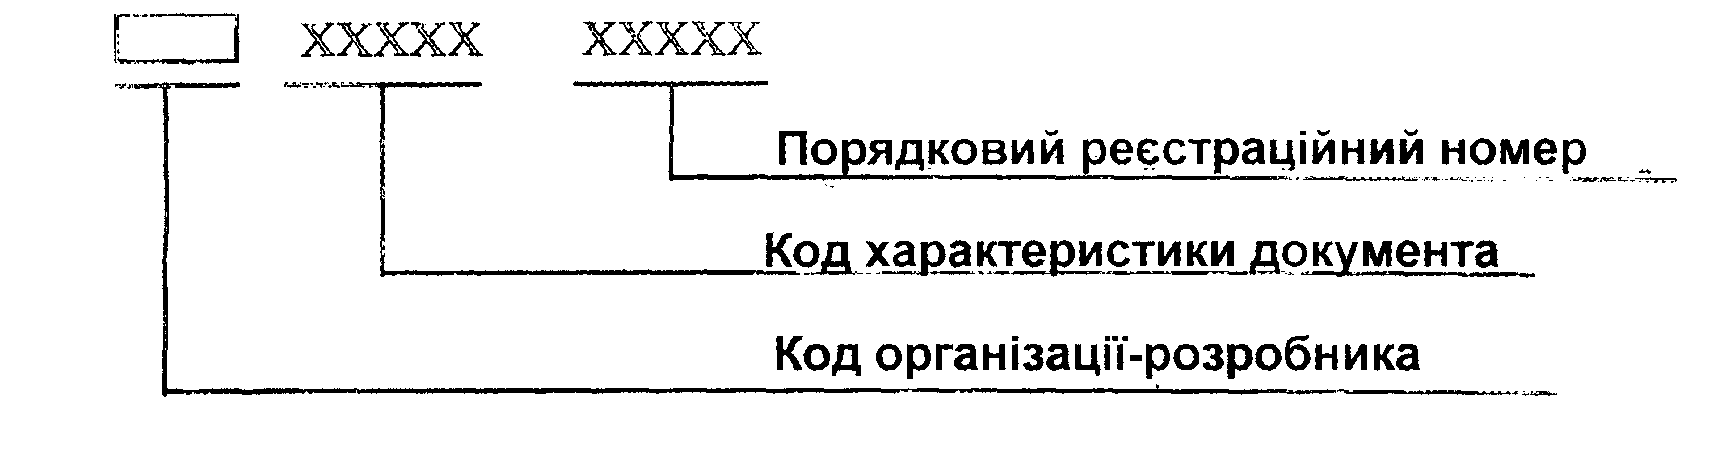 XXXXX XXXXX
Порядковий реєстраційний номер
Код характеристики документа
Код організації-розробника